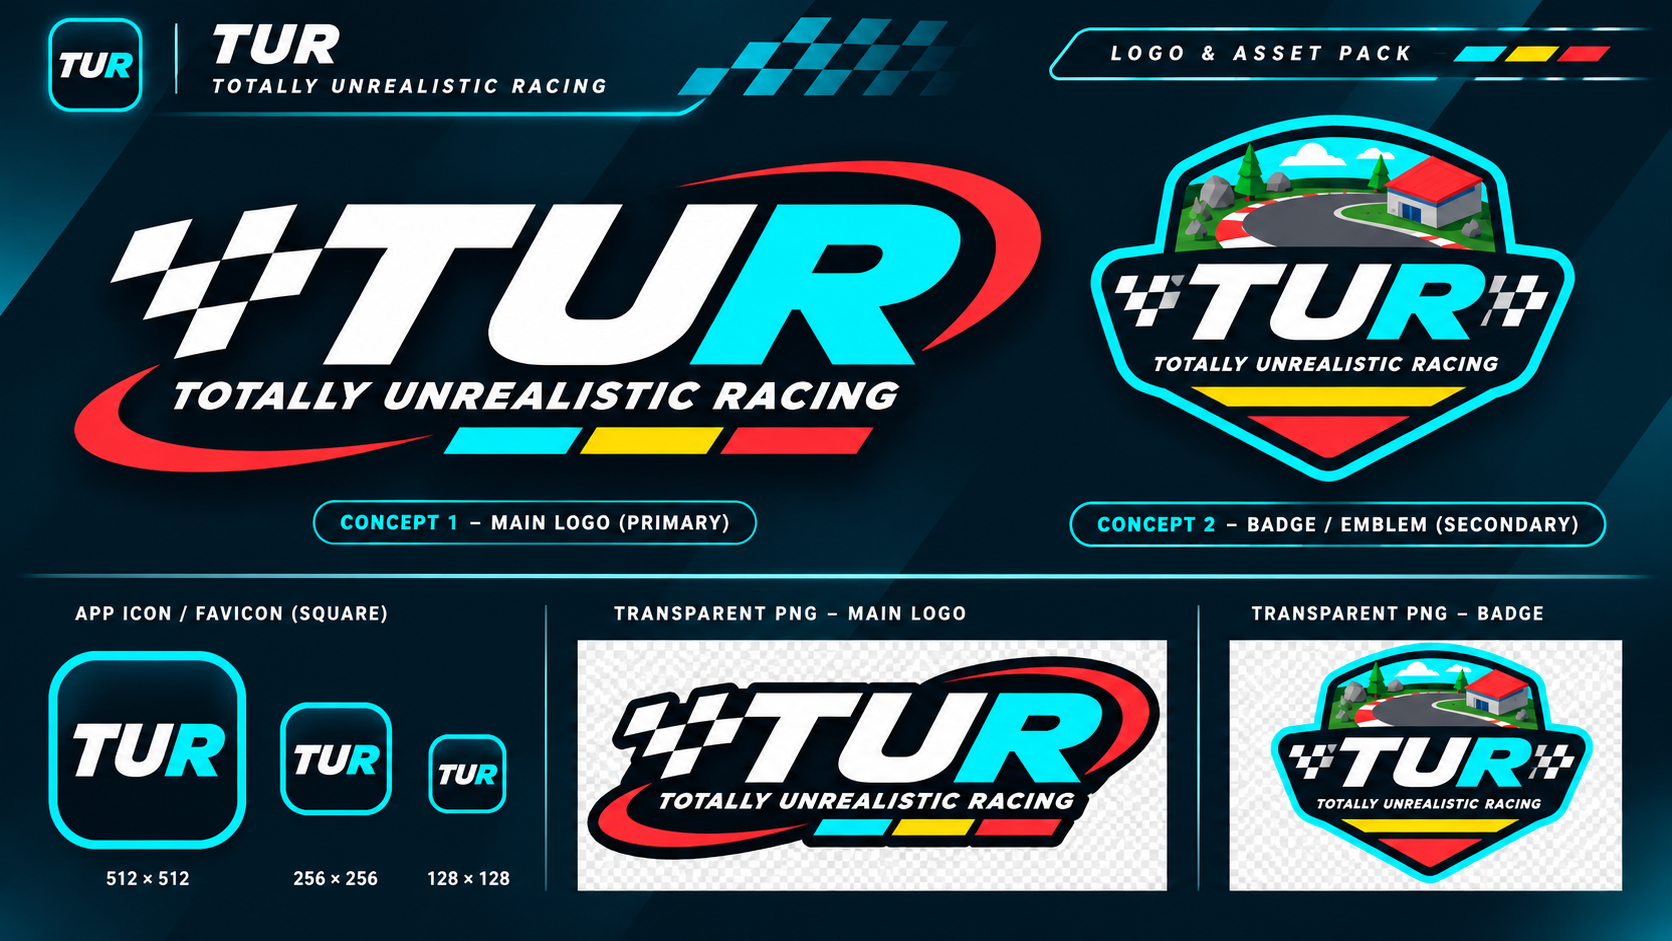 TUR
TUR
TOTALLY UNREALISTIC RACING
LOGO & ASSET PACK
TUR
TOTALLY UNREALISTIC RACING
CONCEPT 1 – MAIN LOGO (PRIMARY)
TUR
TOTALLY UNREALISTIC RACING
CONCEPT 2 – BADGE / EMBLEM (SECONDARY)
APP ICON / FAVICON (SQUARE)
TUR
TUR
TUR
512 × 512
256 × 256
128 × 128
TRANSPARENT PNG – MAIN LOGO
TUR
TOTALLY UNREALISTIC RACING
TRANSPARENT PNG – BADGE
TUR
TOTALLY UNREALISTIC RACING